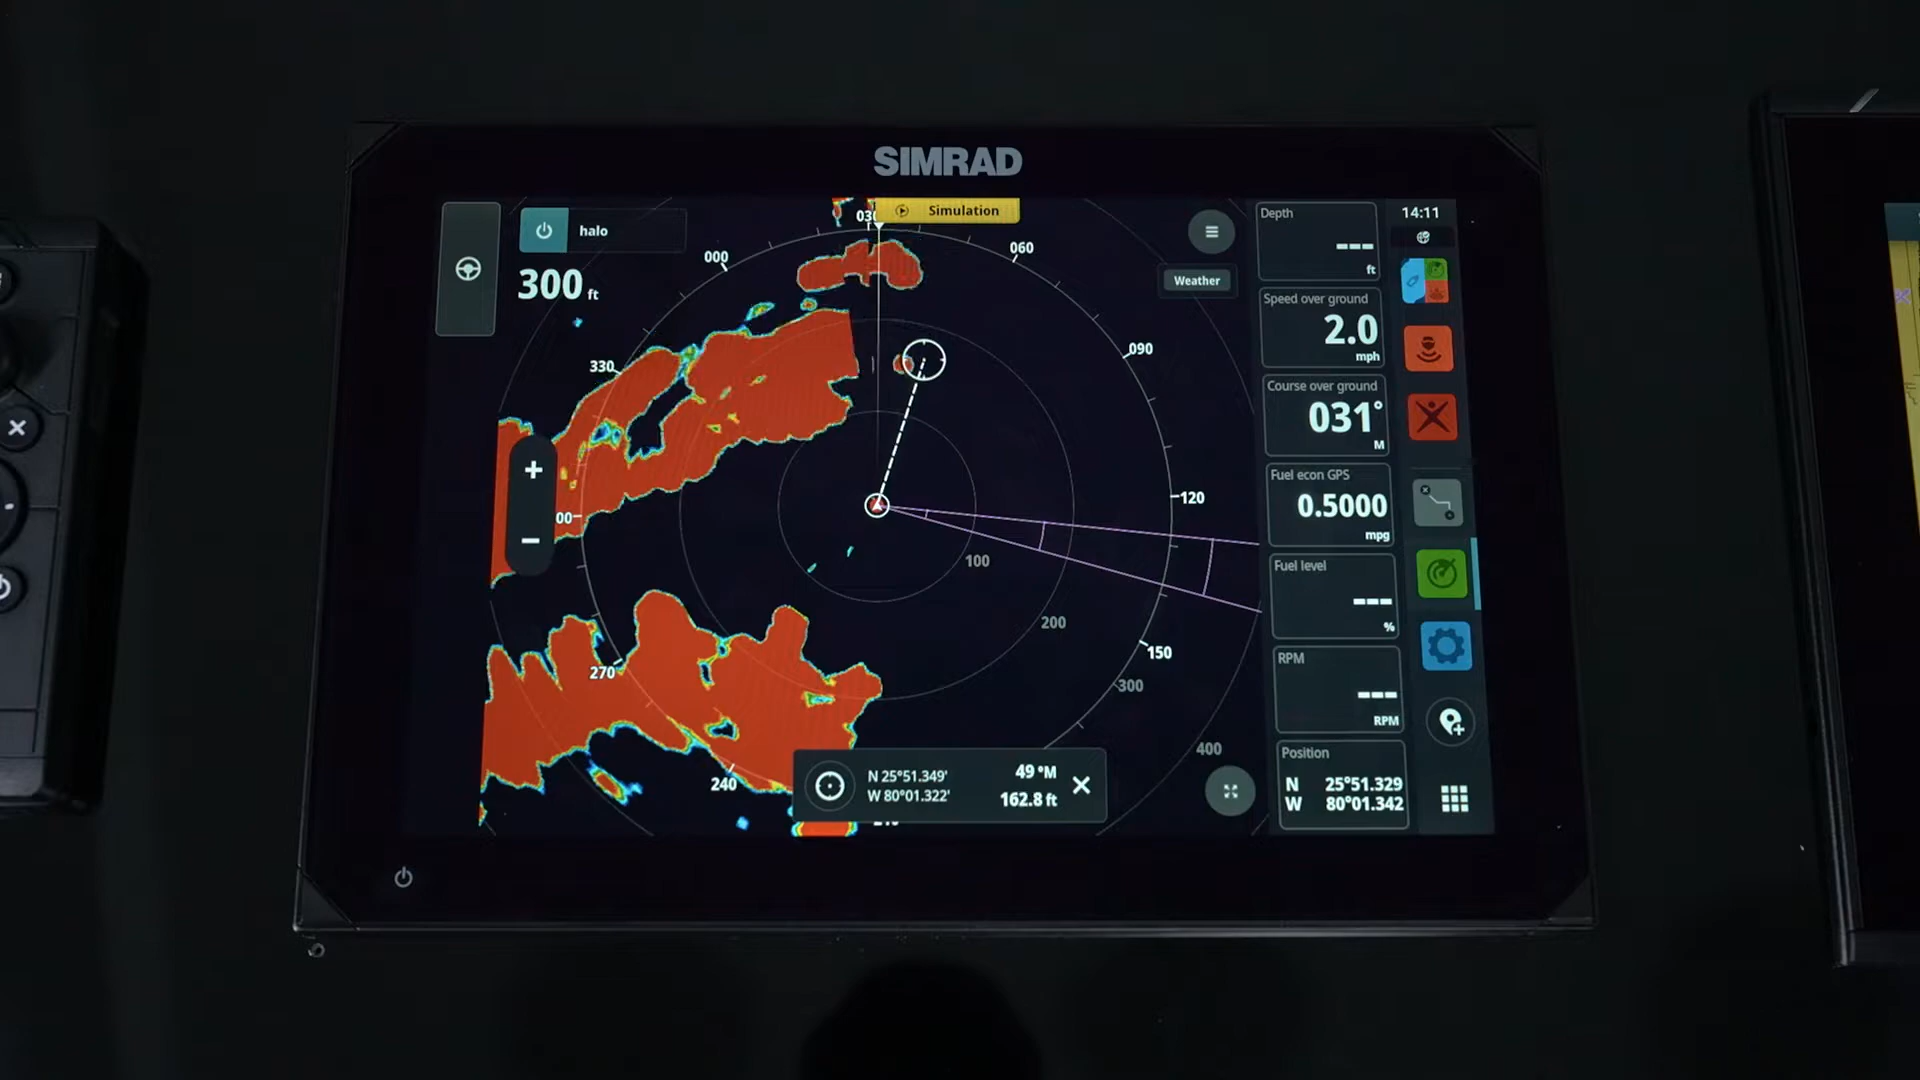 SIMRAD
halo
300 ft
Simulation
Weather
000
060
330
090
120
00
100
200
150
300
270
400
240
N 25°51.349'
W 80°01.322'
49 °M
162.8 ft
Depth
---
ft
Speed over ground
2.0
mph
Course over ground
031°
M
Fuel econ GPS
0.5000
mpg
Fuel level
---
%
RPM
---
RPM
Position
N 25°51.329
W 80°01.342
14:11